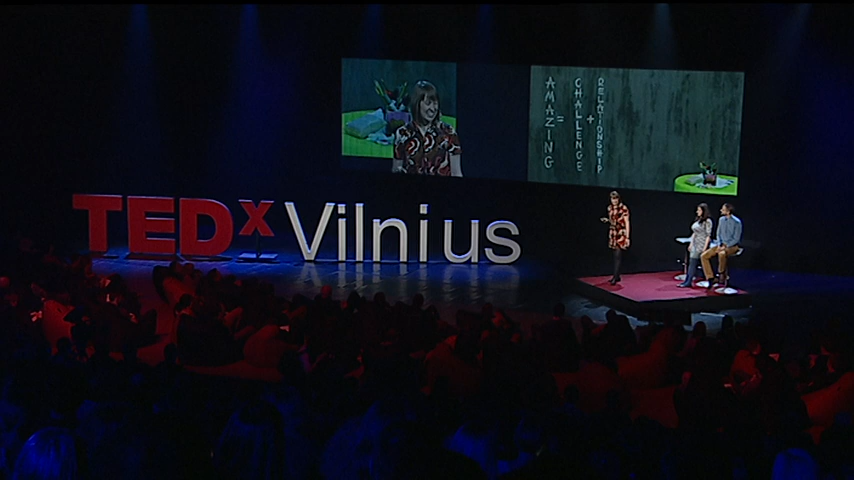 AMAZING
=
CHALLENGE
+
RELATIONSHIP
TEDx Vilnius